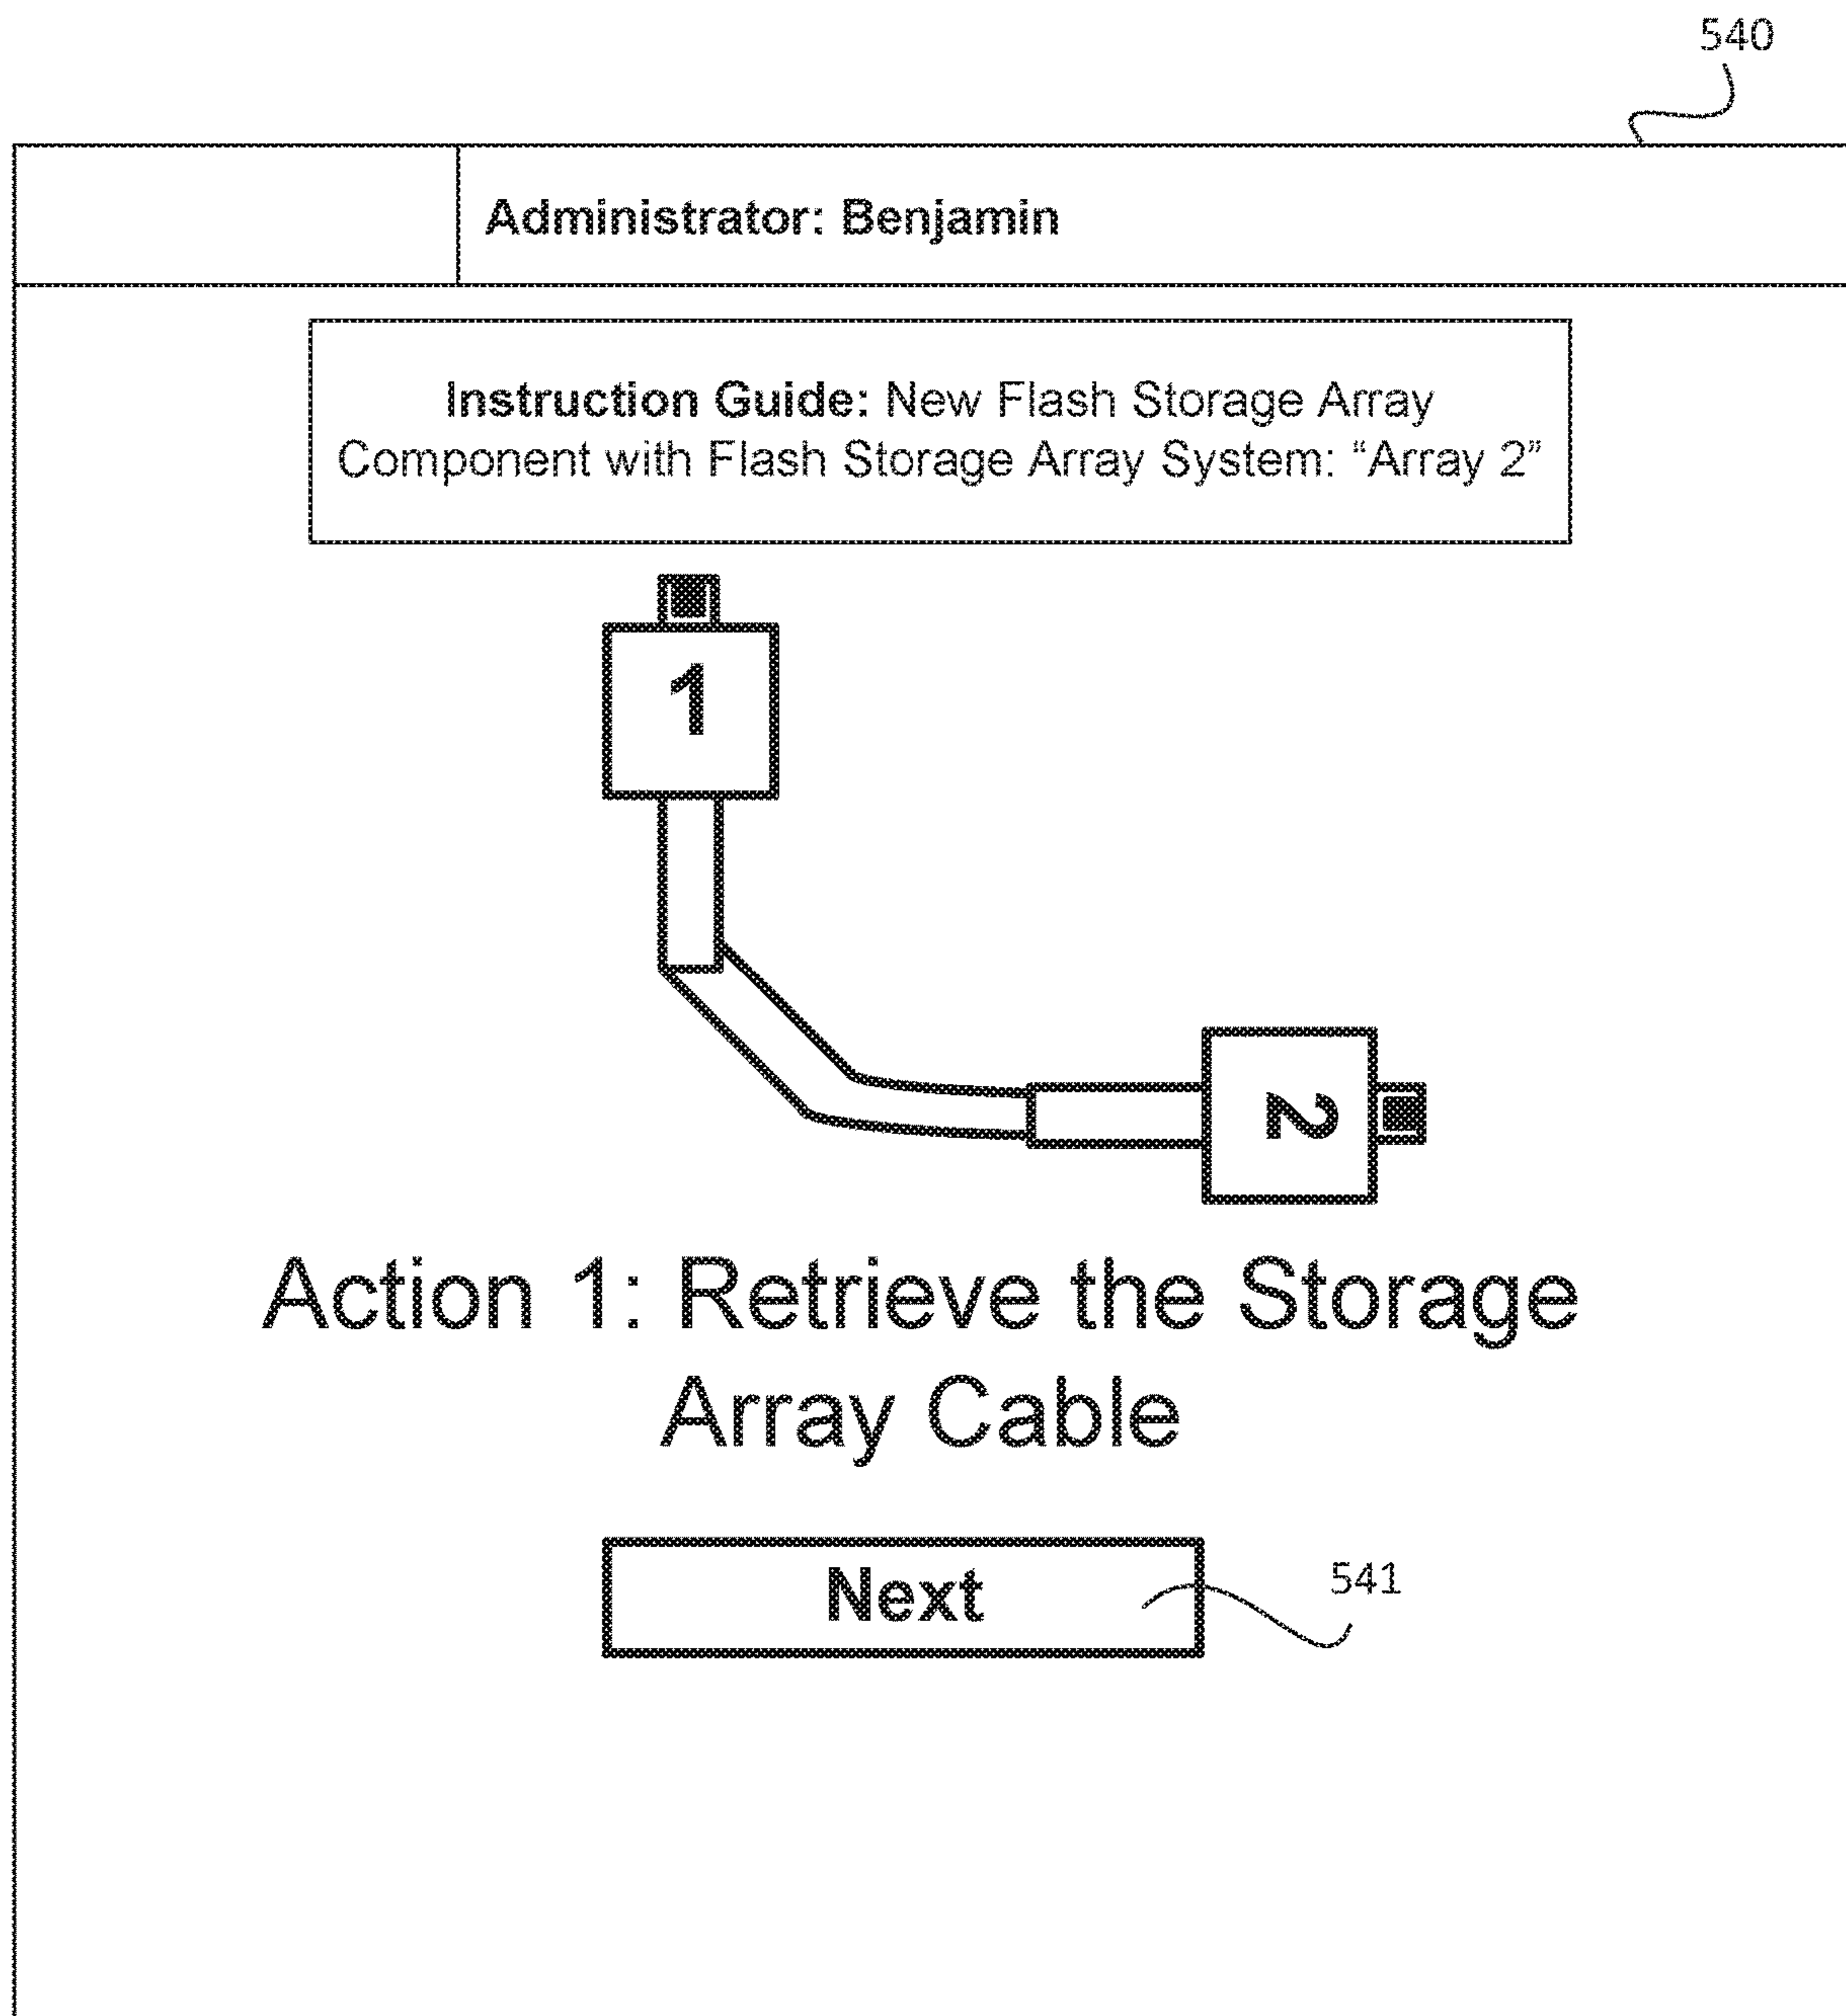 540
Administrator: Benjamin
Instruction Guide: New Flash Storage Array
Component with Flash Storage Array System: “Array 2”
1
2
Action 1: Retrieve the Storage
Array Cable
Next
541